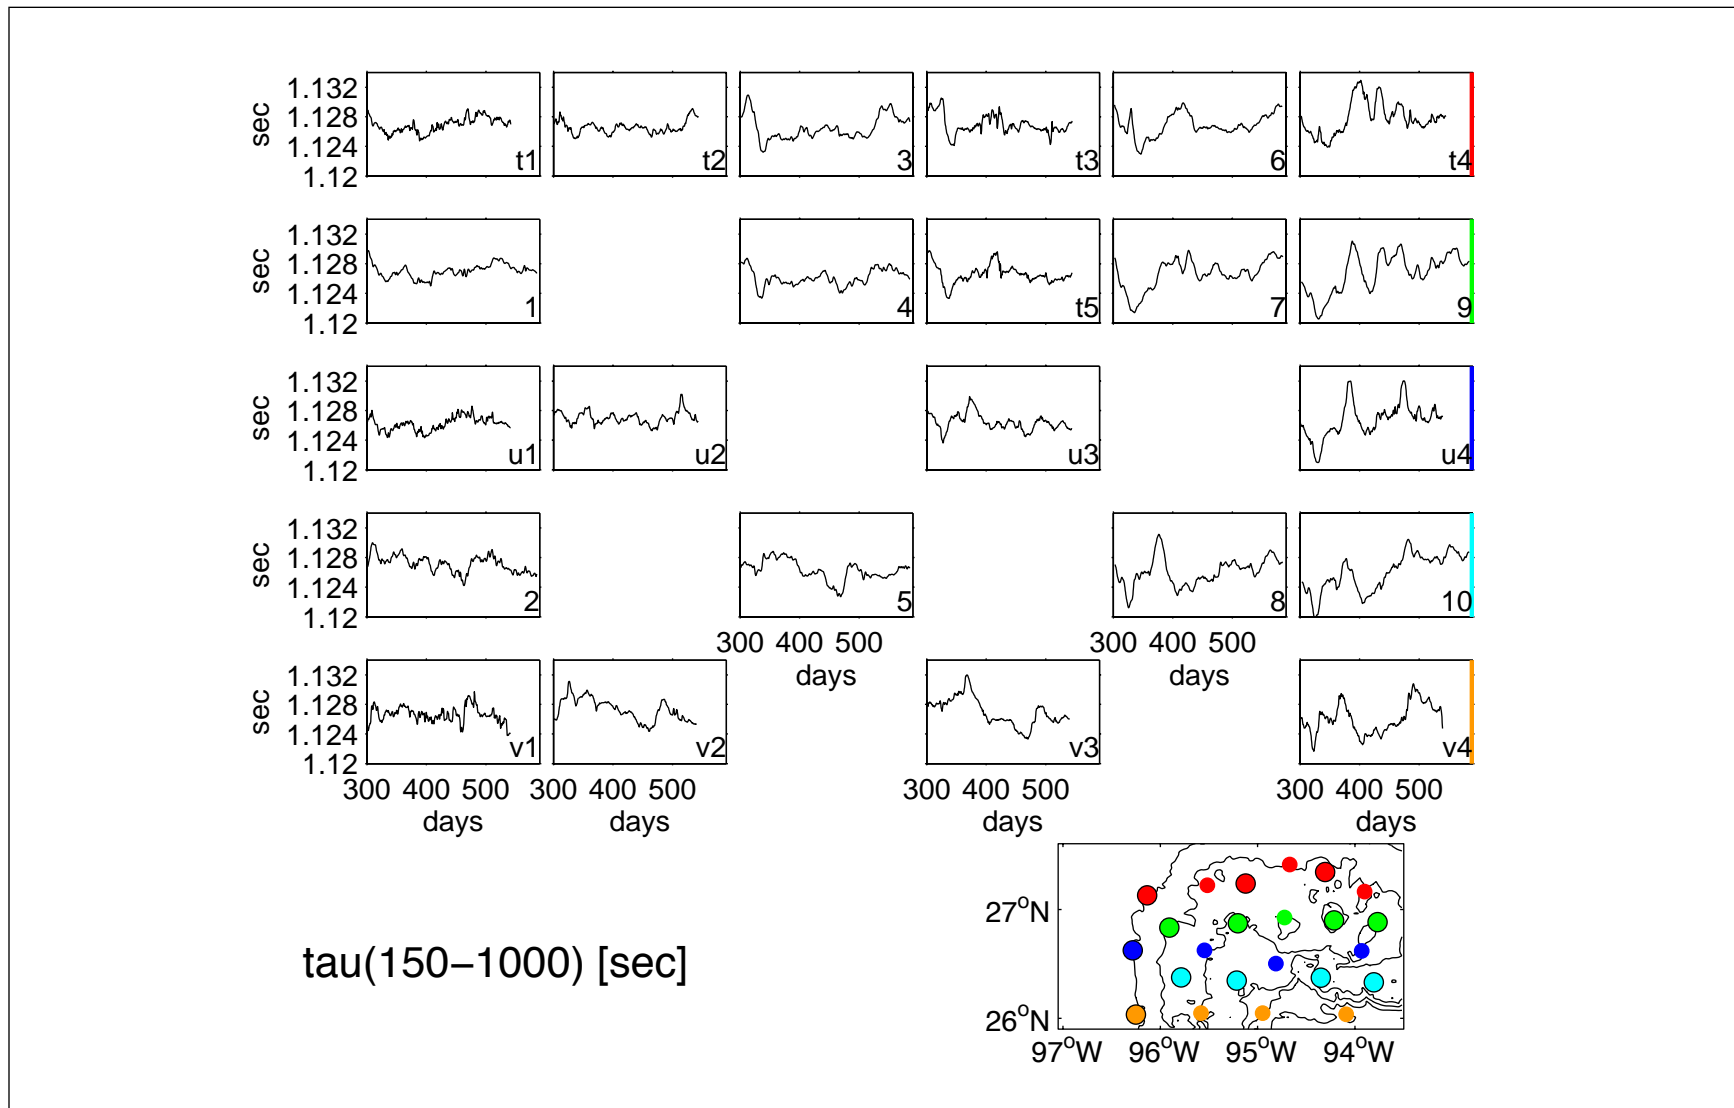 1.132
1.128
1.124
1.12
sec
t1
t2
3
t3
6
t4
1.132
1.128
1.124
1.12
sec
1
4
t5
7
9
1.132
1.128
1.124
1.12
sec
u1
u2
u3
u4
1.132
1.128
1.124
1.12
sec
2
5
8
10
300 400 500
days
300 400 500
days
1.132
1.128
1.124
1.12
sec
v1
v2
v3
v4
300 400 500
days
300 400 500
days
300 400 500
days
300 400 500
days
tau(150−1000) [sec]
27°N
26°N
97°W 96°W 95°W 94°W